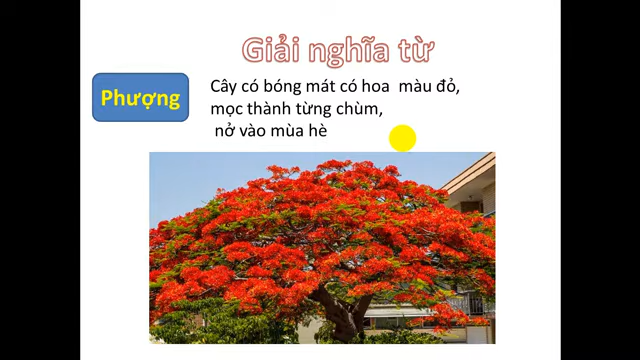 Giải nghĩa từ
Phượng
Cây có bóng mát có hoa màu đỏ,
mọc thành từng chùm,
nở vào mùa hè